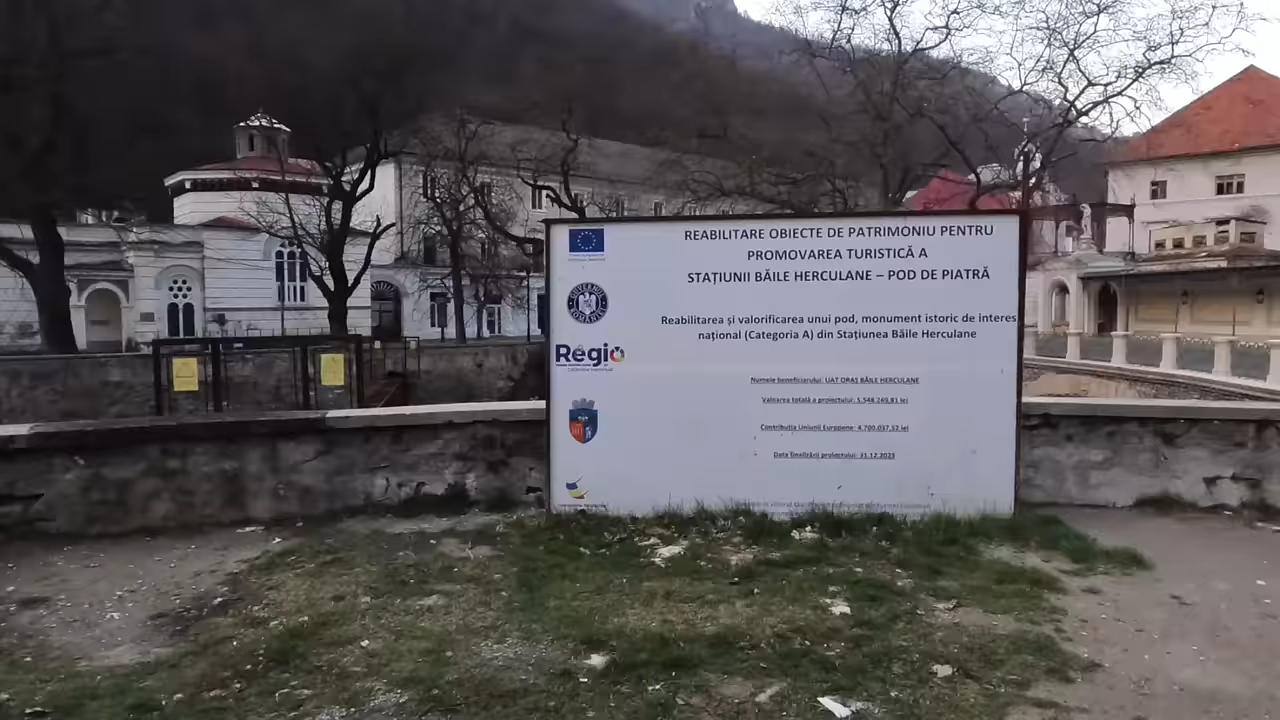 REABILITARE OBIECTE DE PATRIMONIU PENTRU
PROMOVAREA TURISTICĂ A
STAȚIUNII BĂILE HERCULANE – POD DE PIATRĂ
Reabilitarea și valorificarea unui pod, monument istoric de interes
național (Categoria A) din Stațiunea Băile Herculane
Regio
Numele beneficiarului: UAT ORAȘ BĂILE HERCULANE
Valoarea totală a proiectului: 5.548.269,81 lei
Contribuția Uniunii Europene: 4.700.037,52 lei
Data finalizării proiectului: 31.12.2023